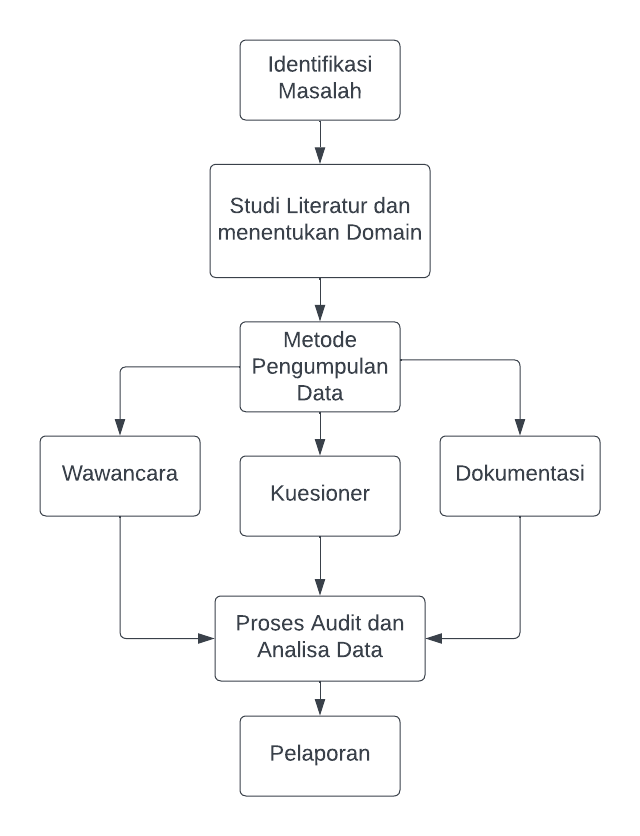 Identifikasi
Masalah
Studi Literatur dan
menentukan Domain
Metode
Pengumpulan
Data
Wawancara
Kuesioner
Dokumentasi
Proses Audit dan
Analisa Data
Pelaporan